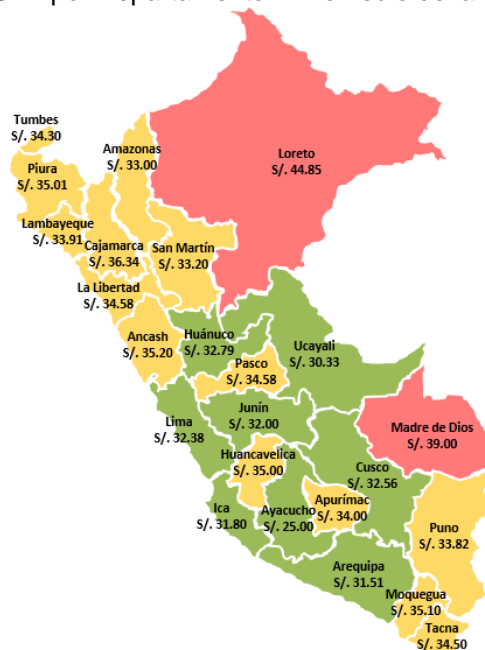 Tumbes
S/. 34.30
Amazonas
S/. 33.00
Loreto
S/. 44.85
Piura
S/. 35.01
Lambayeque
S/. 33.91
Cajamarca
S/. 36.34
San Martín
S/. 33.20
La Libertad
S/. 34.58
Ancash
S/. 35.20
Huánuco
S/. 32.79
Ucayali
S/. 30.33
Pasco
S/. 34.58
Lima
S/. 32.38
Junín
S/. 32.00
Madre de Dios
S/. 39.00
Huancavelica
S/. 35.00
Cusco
S/. 32.56
Ica
S/. 31.80
Ayacucho
S/. 25.00
Apurímac
S/. 34.00
Puno
S/. 33.82
Arequipa
S/. 31.51
Moquegua
S/. 35.10
Tacna
S/. 34.50